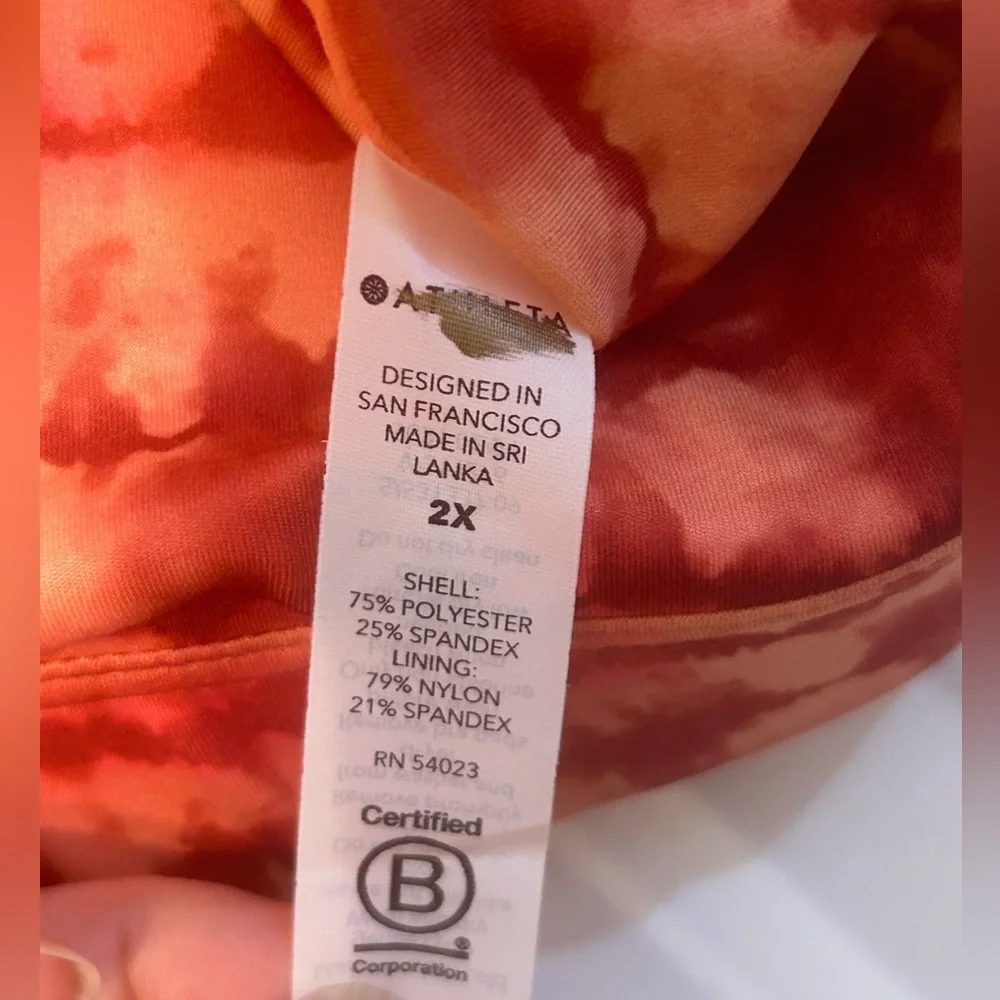 ATHLETA
DESIGNED IN
SAN FRANCISCO
MADE IN SRI
LANKA
2X
SHELL:
75% POLYESTER
25% SPANDEX
LINING:
79% NYLON
21% SPANDEX
RN 54023
Certified
B
®
Corporation